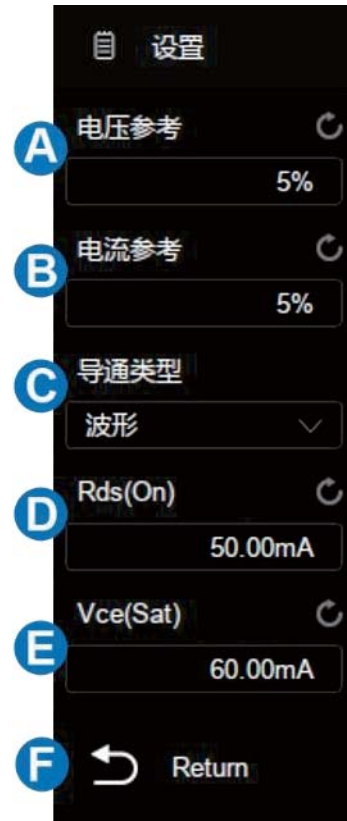 设置
A 电压参考
5%
B 电流参考
5%
C 导通类型
波形
D Rds(On)
50.00mA
E Vce(Sat)
60.00mA
F Return